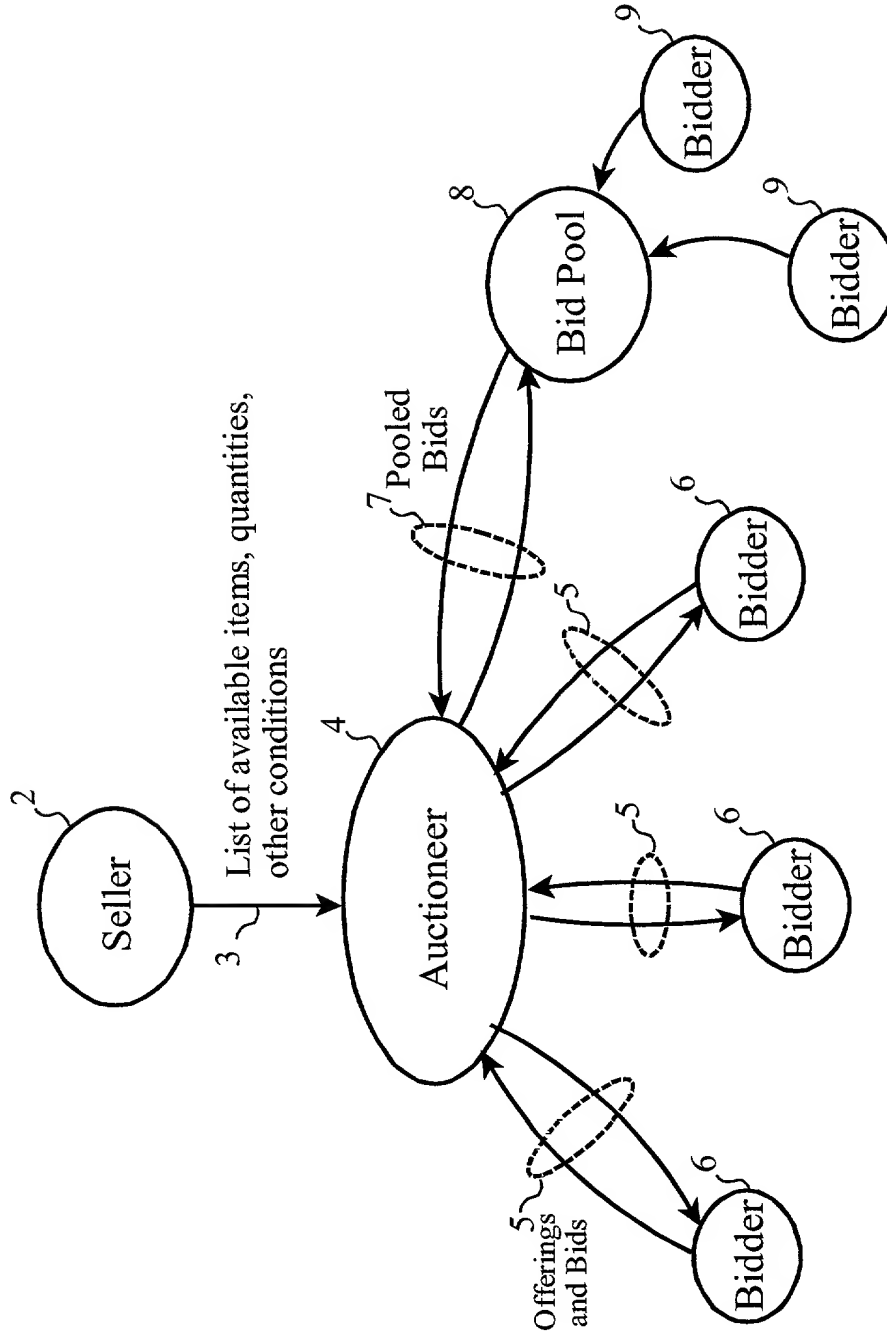 Seller
2
3
List of available items, quantities,
other conditions
Auctioneer
4
7
Pooled
Bids
8
Bid Pool
9
Bidder
9
Bidder
5
Offerings
and Bids
6
Bidder
5
6
Bidder
5
6
Bidder